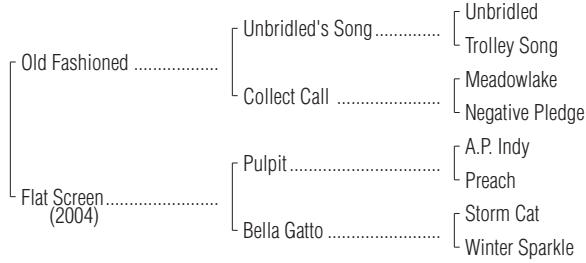 Unbridled
Unbridled's Song..............
Trolley Song
Old Fashioned ..................
Meadowlake
Collect Call ......................
Negative Pledge
A.P. Indy
Pulpit................................
Preach
Flat Screen........................
(2004)
Storm Cat
Bella Gatto ........................
Winter Sparkle